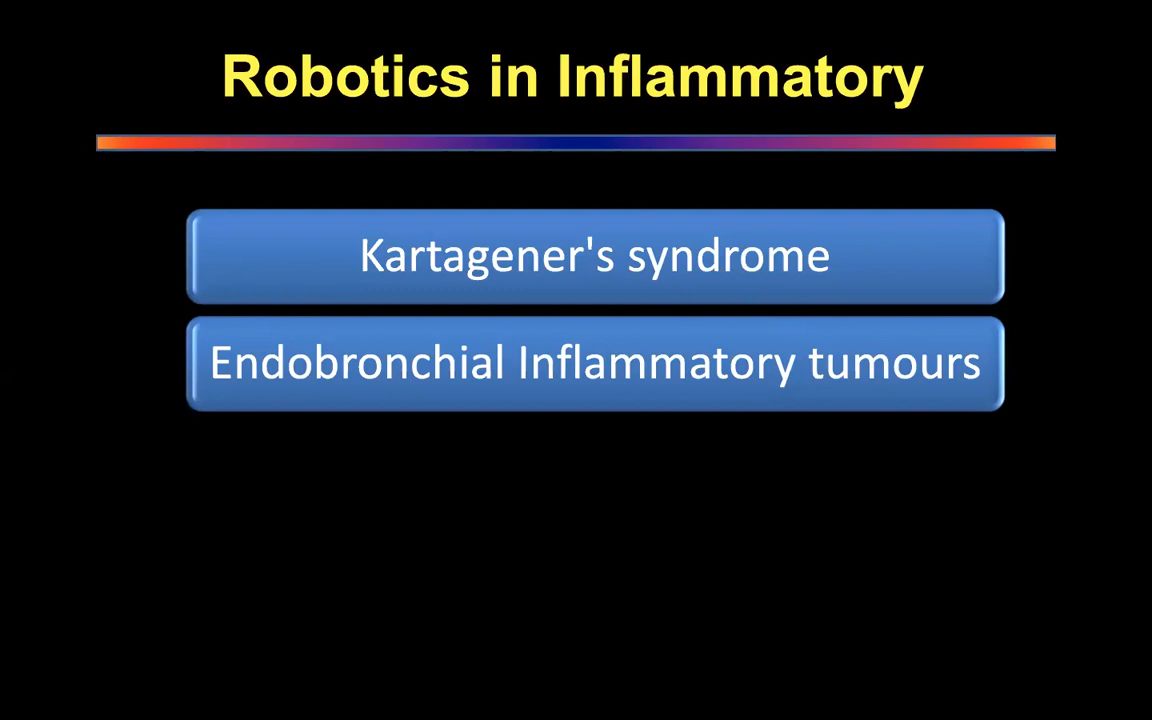 Robotics in Inflammatory
Kartagener's syndrome
Endobronchial Inflammatory tumours